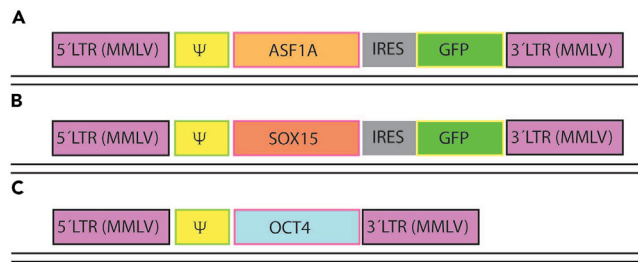 A
5´LTR (MMLV) Ψ ASF1A IRES GFP 3´LTR (MMLV)
B
5´LTR (MMLV) Ψ SOX15 IRES GFP 3´LTR (MMLV)
C
5´LTR (MMLV) Ψ OCT4 3´LTR (MMLV)